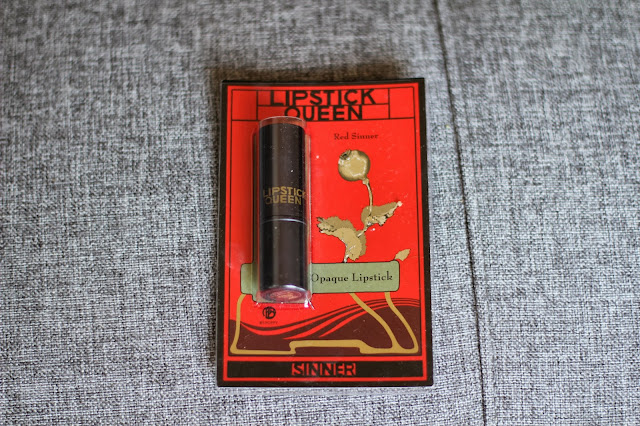 LIPSTICK
QUEEN
Red Sinner
LIPSTICK
QUEEN
Opaque Lipstick
SINNER